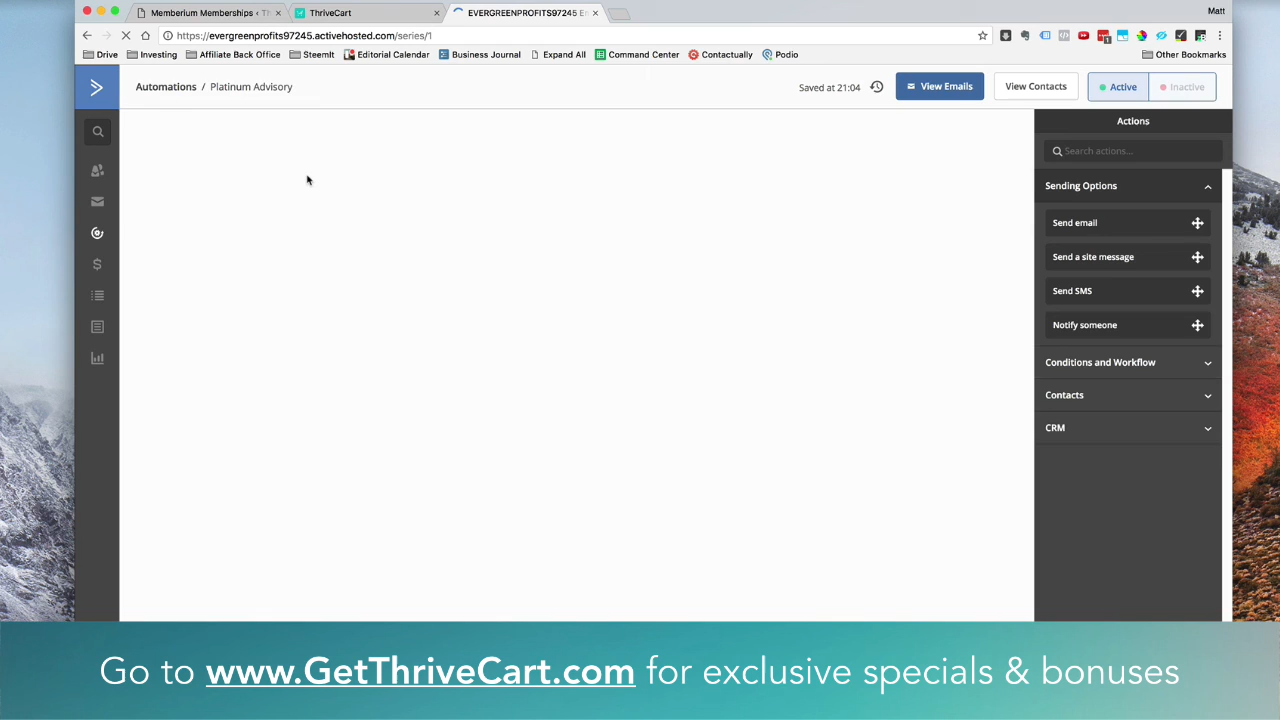 Memberium Memberships ‹ Th
ThriveCart
EVERGREENPROFITS97245 E
Matt
https://evergreenprofits97245.activehosted.com/series/1
Drive
Investing
Affiliate Back Office
SteemIt
Editorial Calendar
Business Journal
Expand All
Command Center
Contactually
Podio
Other Bookmarks
Automations / Platinum Advisory
Saved at 21:04
View Emails
View Contacts
Active
Inactive
Actions
Search actions...
Sending Options
Send email
Send a site message
Send SMS
Notify someone
Conditions and Workflow
Contacts
CRM
Go to www.GetThriveCart.com for exclusive specials & bonuses